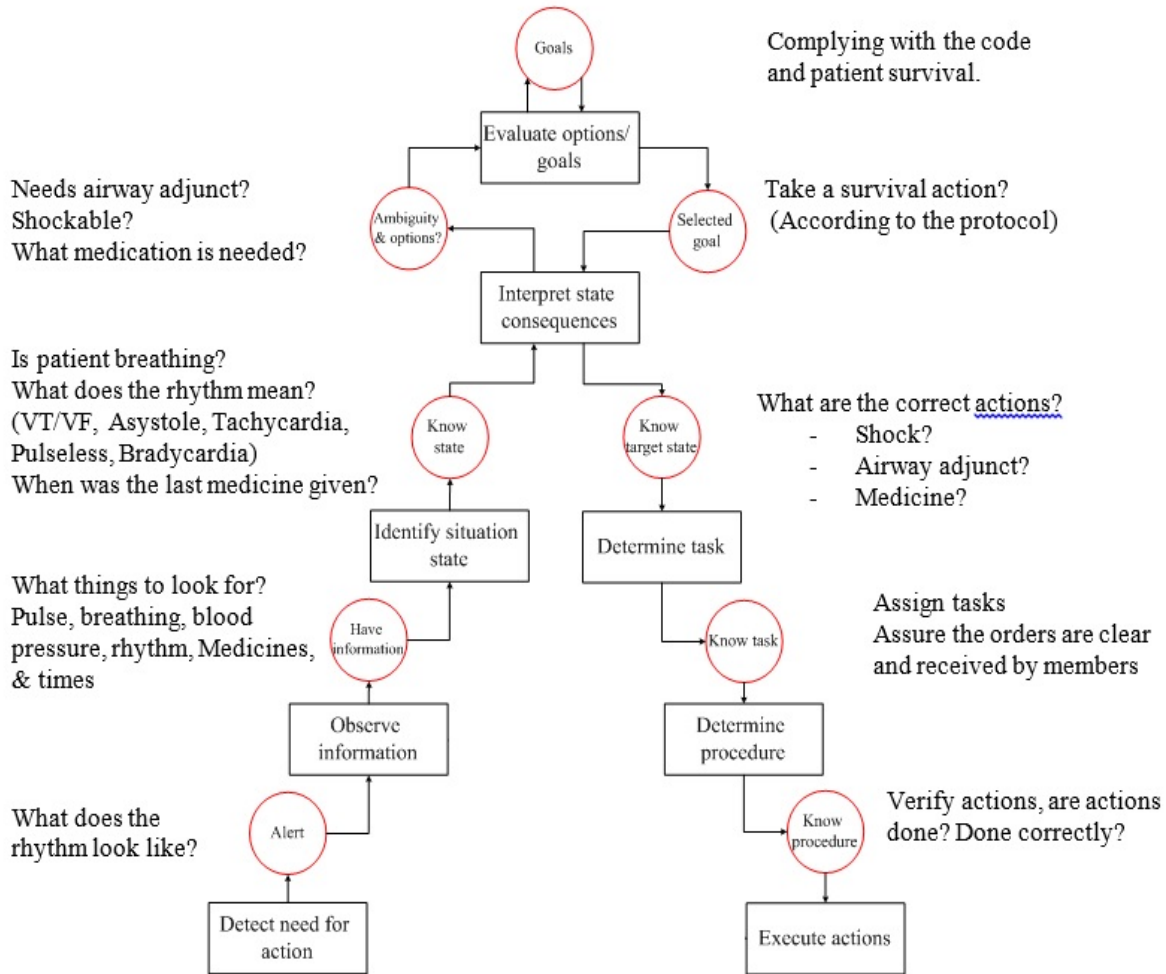 Goals
Complying with the code
and patient survival.
Evaluate options/
goals
Needs airway adjunct?
Shockable?
What medication is needed?
Ambiguity
& options?
Selected
goal
Take a survival action?
(According to the protocol)
Interpret state
consequences
Is patient breathing?
What does the rhythm mean?
(VT/VF, Asystole, Tachycardia,
Pulseless, Bradycardia)
When was the last medicine given?
Know
state
Know
target state
What are the correct actions?
- Shock?
- Airway adjunct?
- Medicine?
Identify situation
state
Determine task
What things to look for?
Pulse, breathing, blood
pressure, rhythm, Medicines,
& times
Have
information
Know task
Assign tasks
Assure the orders are clear
and received by members
Observe
information
Determine
procedure
What does the
rhythm look like?
Alert
Know
procedure
Verify actions, are actions
done? Done correctly?
Detect need for
action
Execute actions